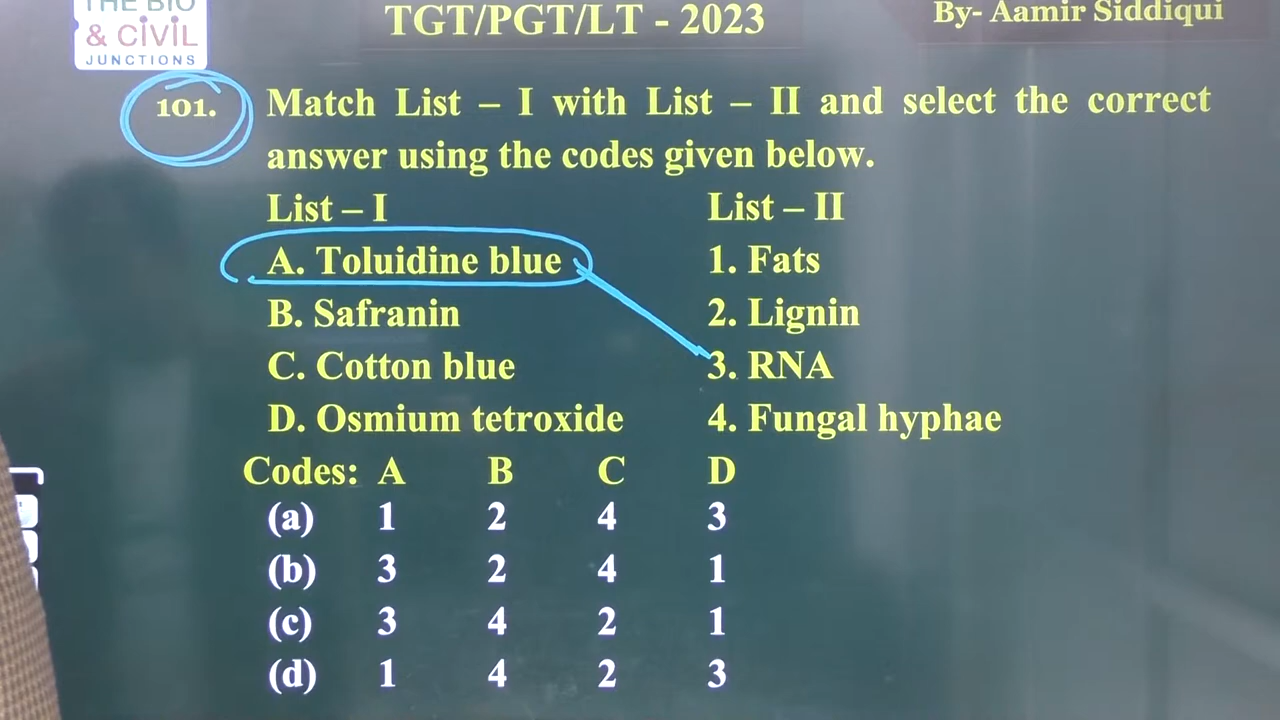 THE BIO
& CIVIL
JUNCTIONS
TGT/PGT/LT - 2023
By- Aamir Siddiqui
101. Match List – I with List – II and select the correct
answer using the codes given below.
List – I List – II
A. Toluidine blue 1. Fats
B. Safranin 2. Lignin
C. Cotton blue 3. RNA
D. Osmium tetroxide 4. Fungal hyphae
Codes: A B C D
(a) 1 2 4 3
(b) 3 2 4 1
(c) 3 4 2 1
(d) 1 4 2 3